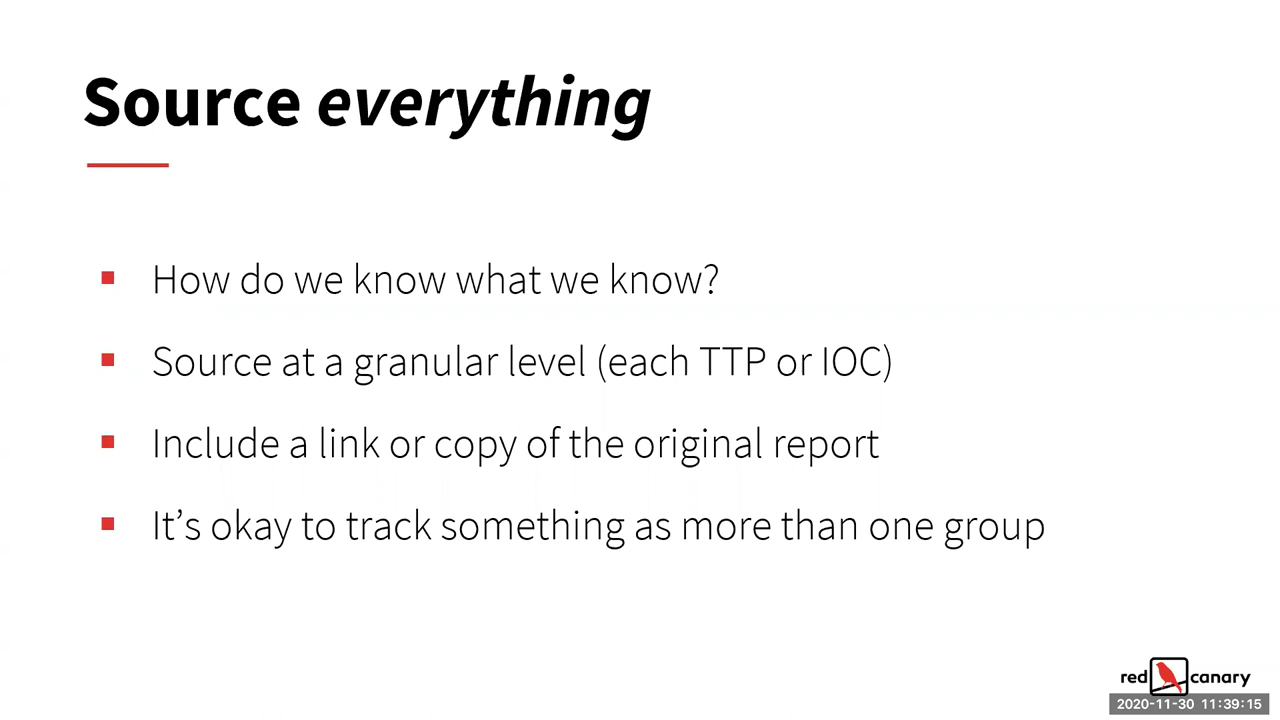 Source everything
How do we know what we know?
Source at a granular level (each TTP or IOC)
Include a link or copy of the original report
It’s okay to track something as more than one group
red canary
2020-11-30 11:39:15